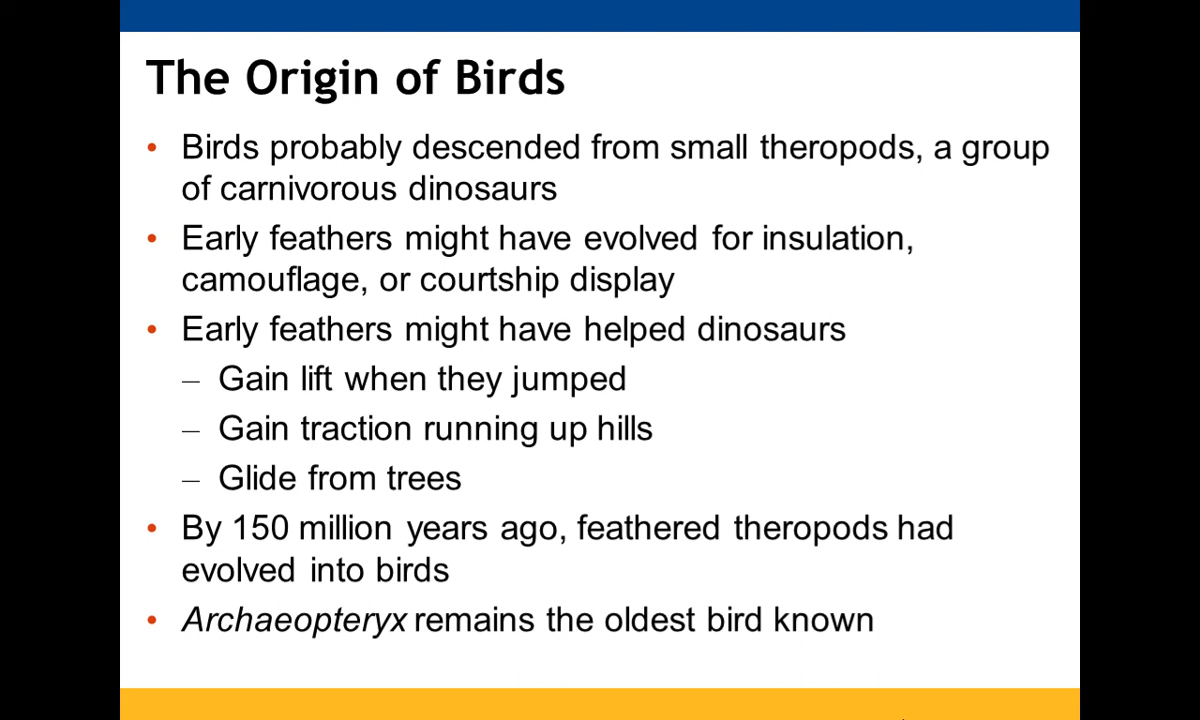 The Origin of Birds
• Birds probably descended from small theropods, a group
of carnivorous dinosaurs
• Early feathers might have evolved for insulation,
camouflage, or courtship display
• Early feathers might have helped dinosaurs
– Gain lift when they jumped
– Gain traction running up hills
– Glide from trees
• By 150 million years ago, feathered theropods had
evolved into birds
• Archaeopteryx remains the oldest bird known